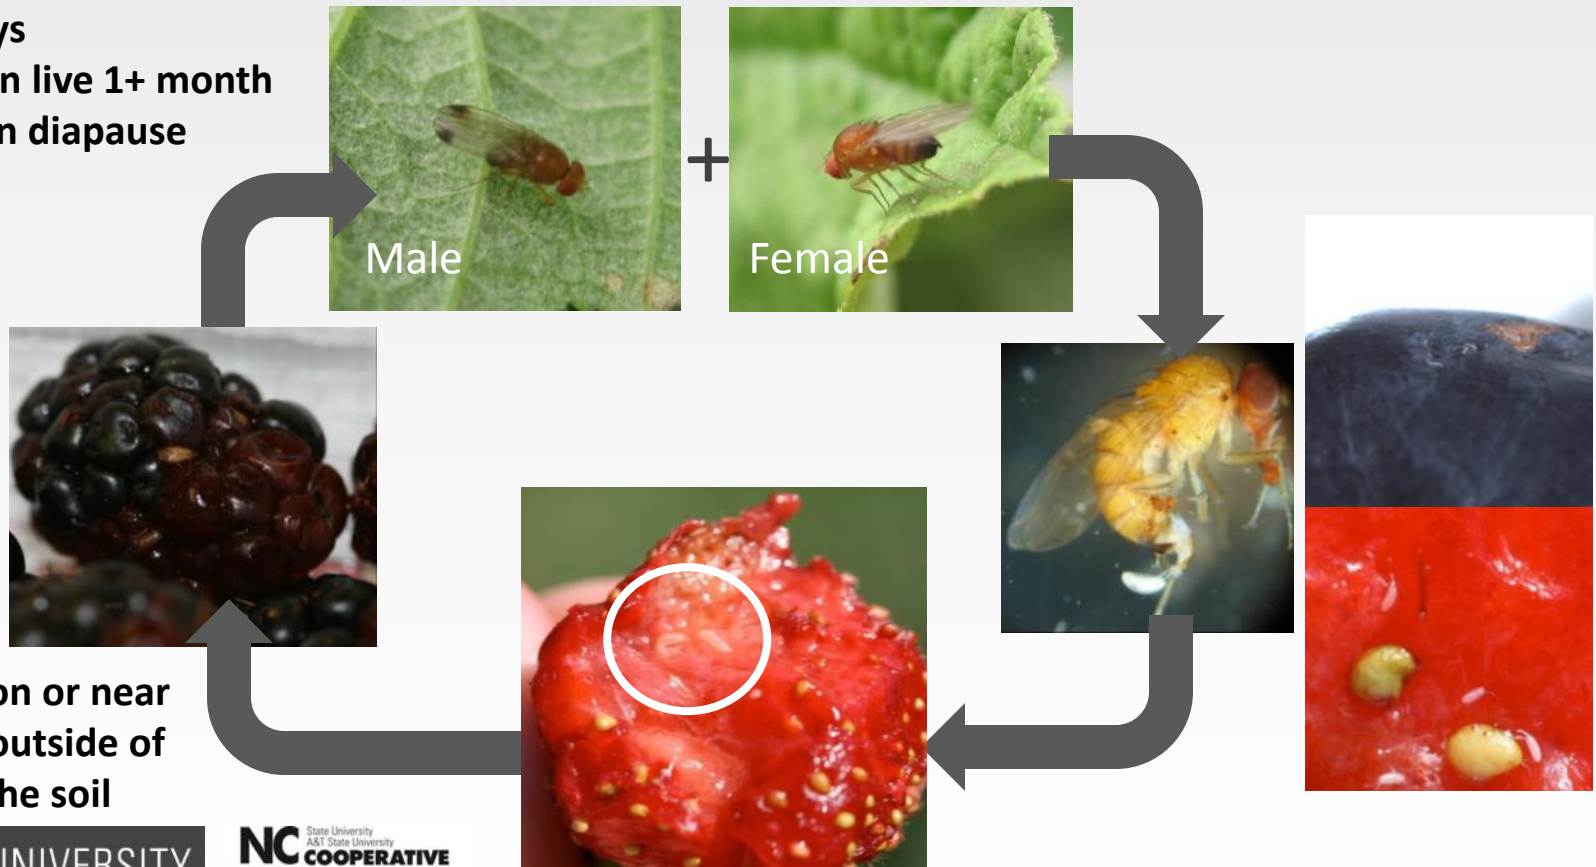 n live 1+ month
n diapause
Male
+
Female
on or near
outside of
he soil
UNIVERSITY
NC State University
A&T State University
COOPERATIVE